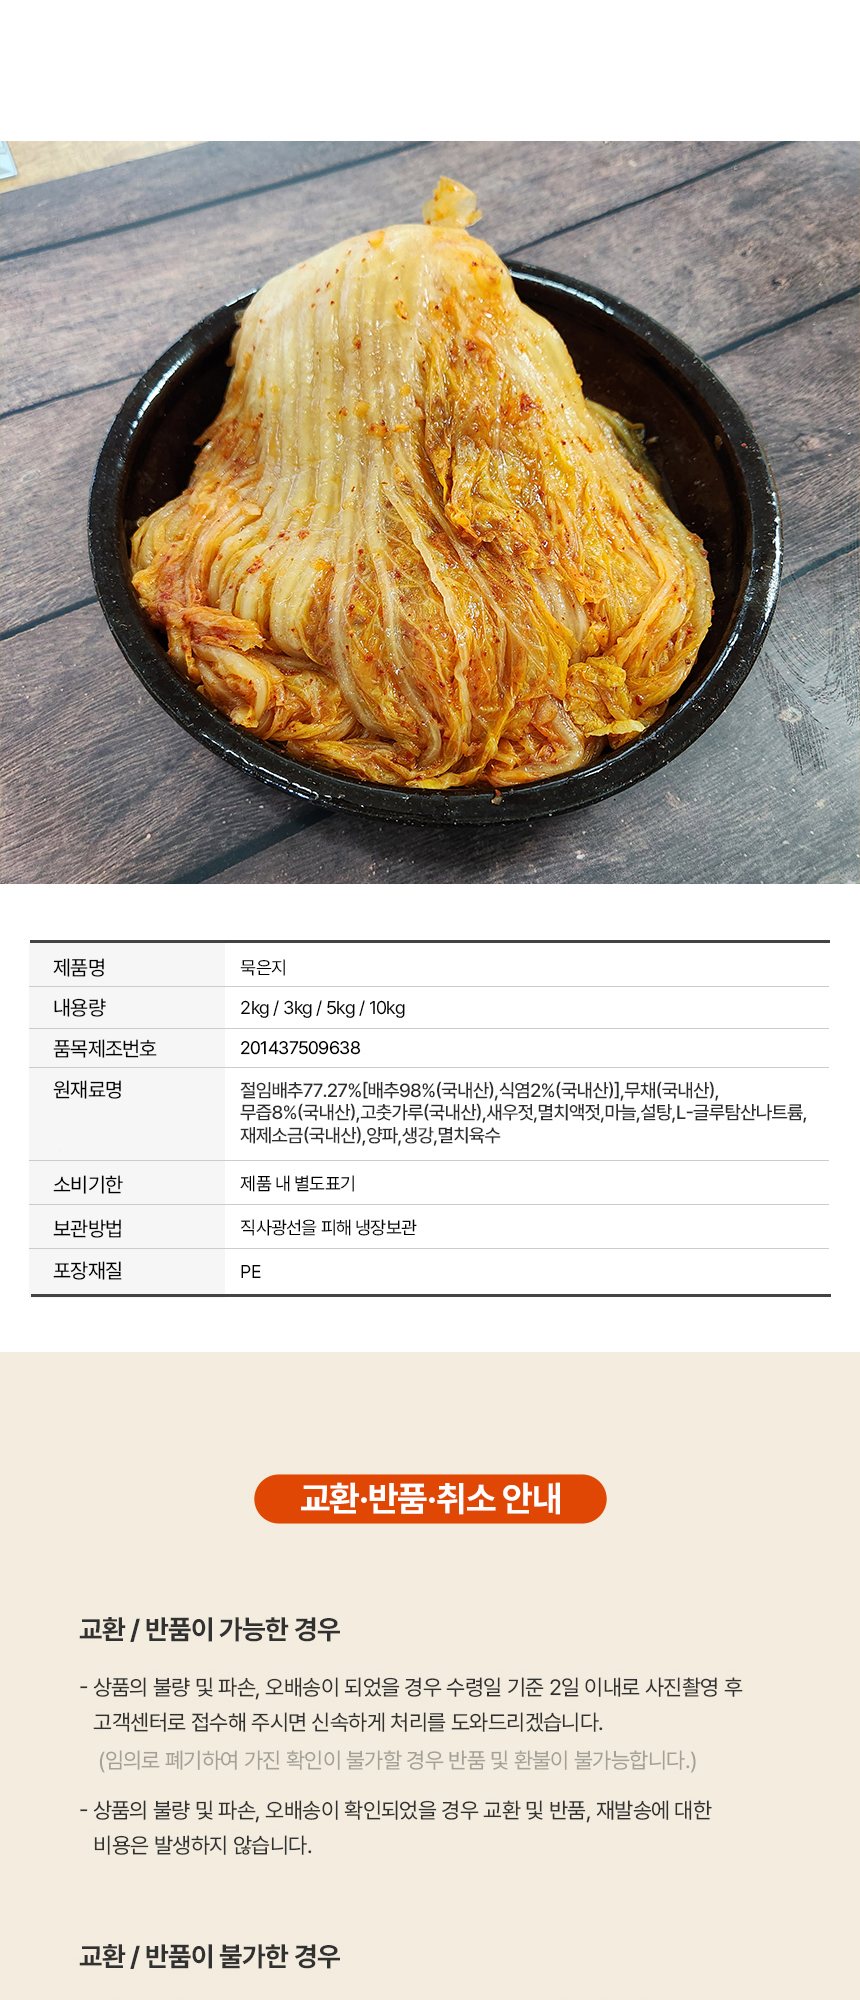 제품명 묵은지
내용량 2kg / 3kg / 5kg / 10kg
품목제조번호 201437509638
원재료명 절임배추77.27%[배추98%(국내산),식염2%(국내산)],무채(국내산),
무즙8%(국내산),고춧가루(국내산),새우젓,멸치액젓,마늘,설탕,L-글루탐산나트륨,
재제소금(국내산),양파,생강,멸치육수
소비기한 제품 내 별도표기
보관방법 직사광선을 피해 냉장보관
포장재질 PE
교환·반품·취소 안내
교환 / 반품이 가능한 경우
- 상품의 불량 및 파손, 오배송이 되었을 경우 수령일 기준 2일 이내로 사진촬영 후
고객센터로 접수해 주시면 신속하게 처리를 도와드리겠습니다.
(임의로 폐기하여 가진 확인이 불가할 경우 반품 및 환불이 불가능합니다.)
- 상품의 불량 및 파손, 오배송이 확인되었을 경우 교환 및 반품, 재발송에 대한
비용은 발생하지 않습니다.
교환 / 반품이 불가한 경우